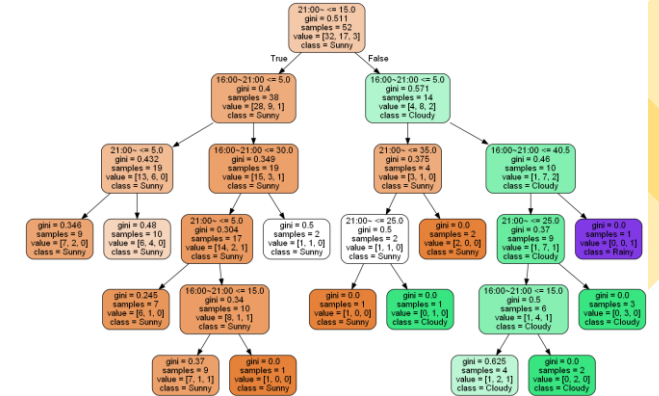 21:00~ <= 15.0
gini = 0.511
samples = 52
value = [32, 17, 3]
class = Sunny
True
False
16:00~21:00 <= 5.0
gini = 0.4
samples = 38
value = [28, 9, 1]
class = Sunny
16:00~21:00 <= 5.0
gini = 0.571
samples = 14
value = [4, 8, 2]
class = Cloudy
21:00~ <= 5.0
gini = 0.432
samples = 19
value = [13, 6, 0]
class = Sunny
16:00~21:00 <= 30.0
gini = 0.349
samples = 19
value = [15, 3, 1]
class = Sunny
21:00~ <= 35.0
gini = 0.375
samples = 4
value = [3, 1, 0]
class = Sunny
16:00~21:00 <= 40.5
gini = 0.46
samples = 10
value = [1, 7, 2]
class = Cloudy
gini = 0.346
samples = 9
value = [7, 2, 0]
class = Sunny
gini = 0.48
samples = 10
value = [6, 4, 0]
class = Sunny
21:00~ <= 5.0
gini = 0.304
samples = 17
value = [14, 2, 1]
class = Sunny
gini = 0.5
samples = 2
value = [1, 1, 0]
class = Sunny
21:00~ <= 25.0
gini = 0.5
samples = 2
value = [1, 1, 0]
class = Sunny
gini = 0.0
samples = 2
value = [2, 0, 0]
class = Sunny
21:00~ <= 25.0
gini = 0.37
samples = 9
value = [1, 7, 1]
class = Cloudy
gini = 0.0
samples = 1
value = [0, 0, 1]
class = Rainy
gini = 0.245
samples = 7
value = [6, 1, 0]
class = Sunny
16:00~21:00 <= 15.0
gini = 0.34
samples = 10
value = [8, 1, 1]
class = Sunny
gini = 0.0
samples = 1
value = [1, 0, 0]
class = Sunny
gini = 0.0
samples = 1
value = [0, 1, 0]
class = Cloudy
16:00~21:00 <= 15.0
gini = 0.5
samples = 6
value = [1, 4, 1]
class = Cloudy
gini = 0.0
samples = 3
value = [0, 3, 0]
class = Cloudy
gini = 0.37
samples = 9
value = [7, 1, 1]
class = Sunny
gini = 0.0
samples = 1
value = [1, 0, 0]
class = Sunny
gini = 0.625
samples = 4
value = [1, 2, 1]
class = Cloudy
gini = 0.0
samples = 2
value = [0, 2, 0]
class = Cloudy